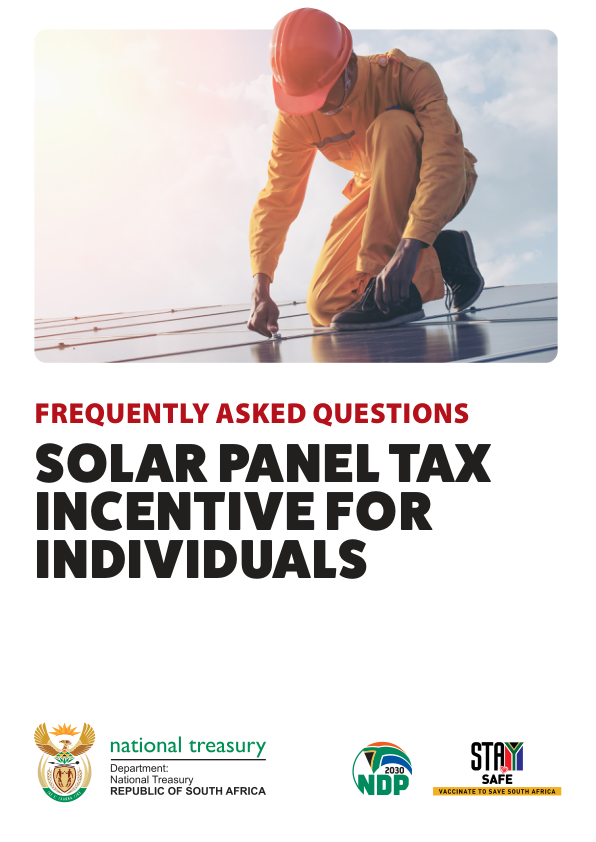 FREQUENTLY ASKED QUESTIONS
SOLAR PANEL TAX
INCENTIVE FOR
INDIVIDUALS
national treasury
Department:
National Treasury
REPUBLIC OF SOUTH AFRICA
2030
NDP
STAY
SAFE
VACCINATE TO SAVE SOUTH AFRICA